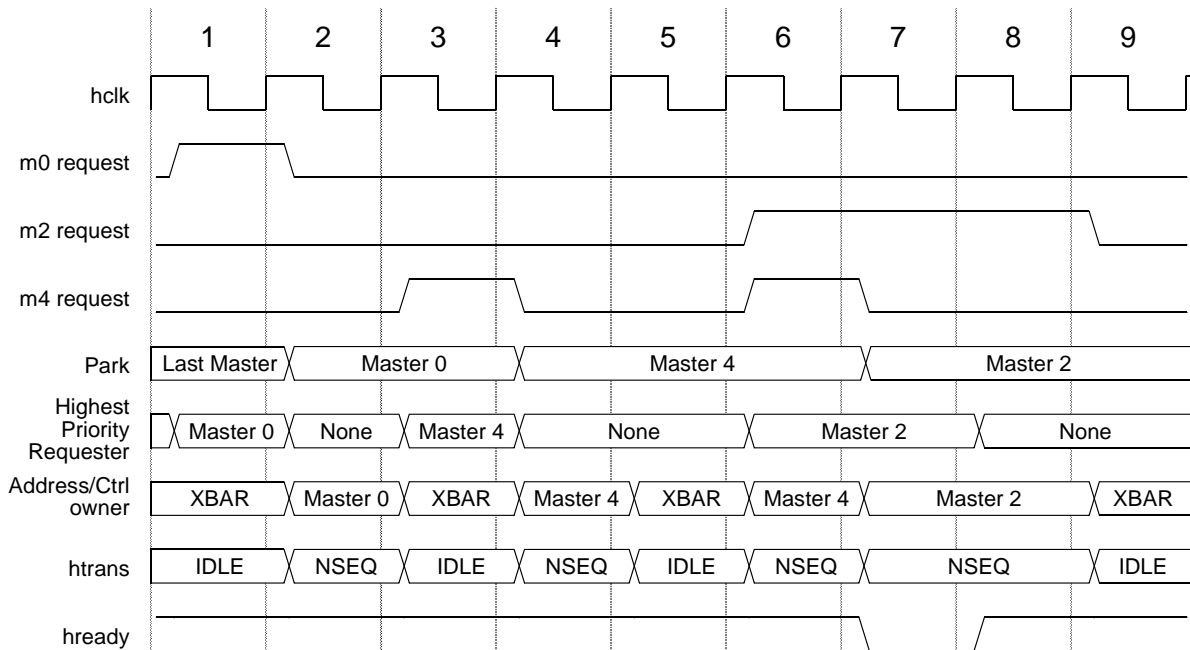 1 2 3 4 5 6 7 8 9
hclk
m0 request
m2 request
m4 request
Park Last Master Master 0 Master 4 Master 2
Highest
Priority
Requester
Master 0 None Master 4 None Master 2 None
Address/Ctrl
owner
XBAR Master 0 XBAR Master 4 XBAR Master 4 Master 2 XBAR
htrans IDLE NSEQ IDLE NSEQ IDLE NSEQ NSEQ IDLE
hready